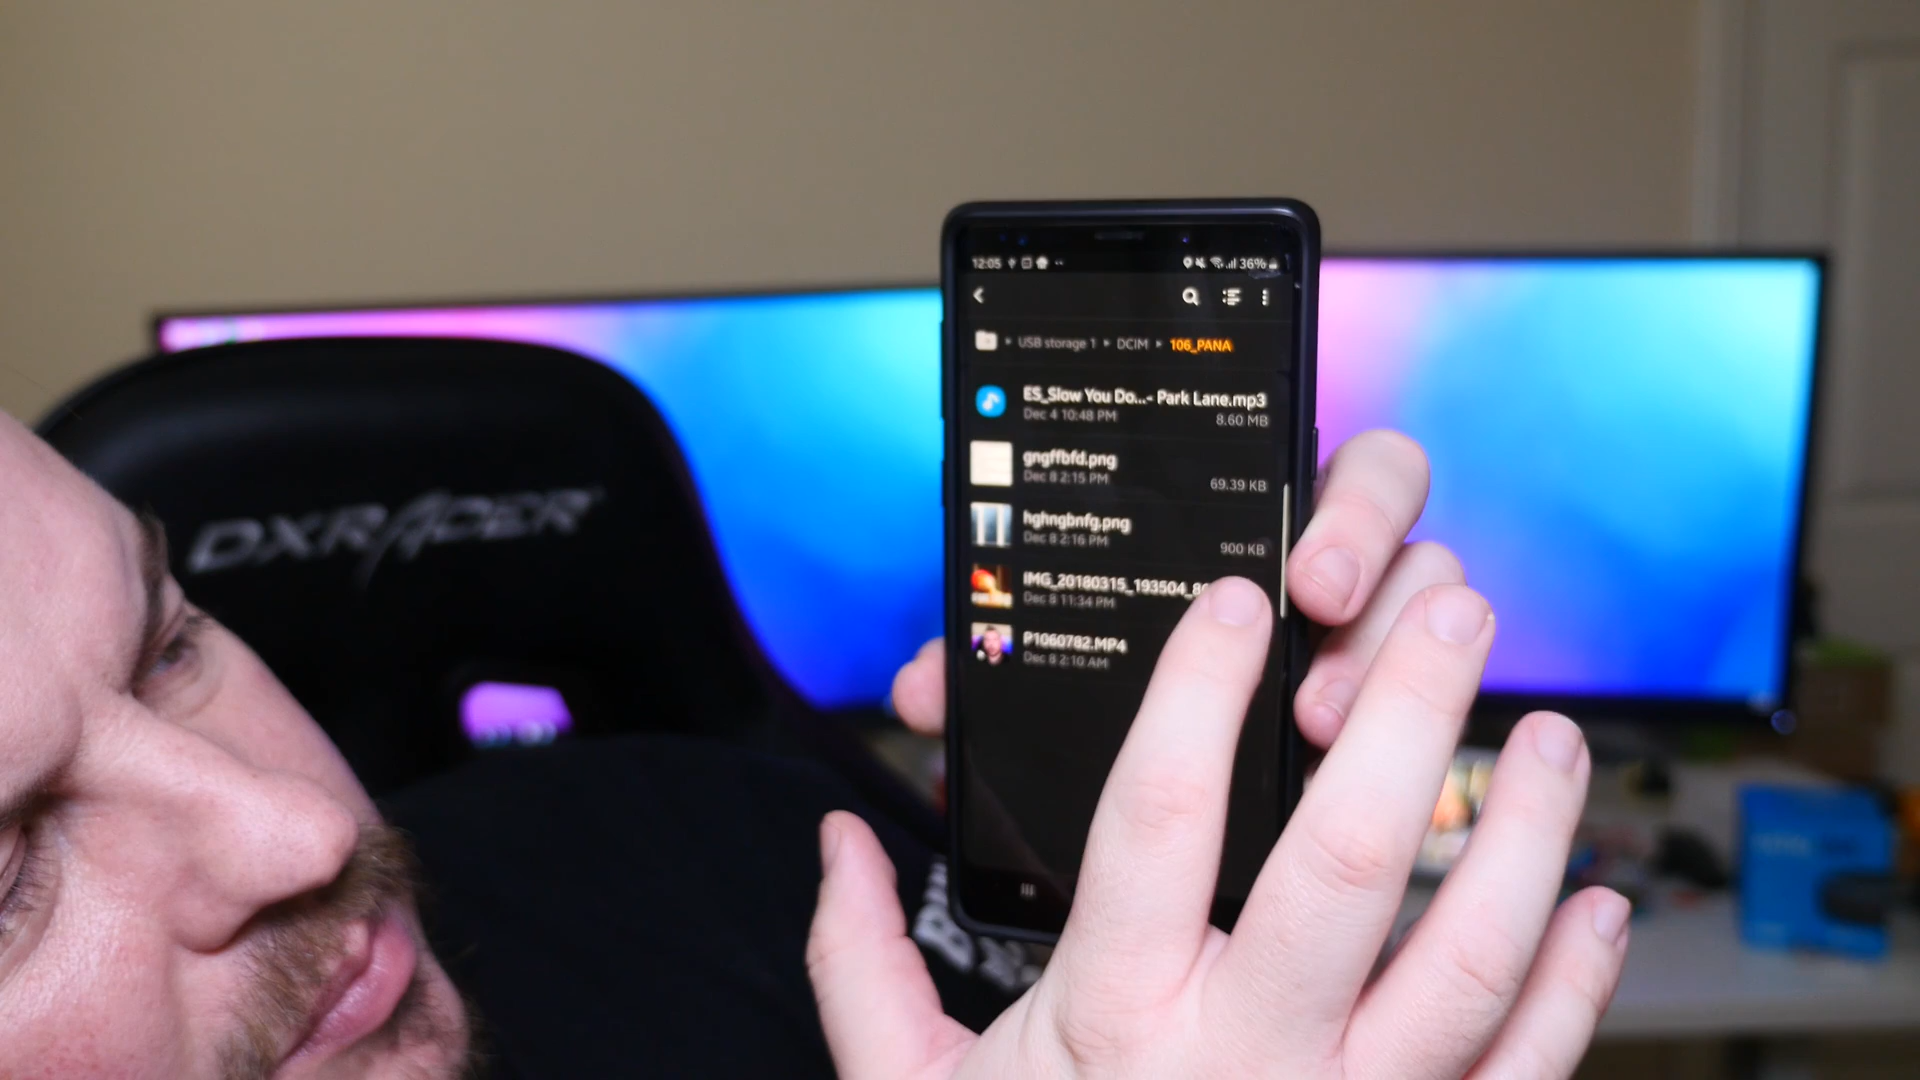 12:05 36%
USB storage 1 DCIM 106_PANA
ES_Slow You Do...- Park Lane.mp3
Dec 4 10:48 PM 8.60 MB
gngffbfd.png
Dec 8 2:15 PM 69.39 KB
hghngbnfg.png
Dec 8 2:16 PM 900 KB
IMG_20180315_193504_8
Dec 8 11:34 PM
P1060782.MP4
Dec 8 2:10 AM
DXRACER